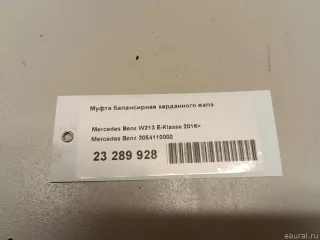 Муфта балансирная карданного вала
Mercedes Benz W213 E-Klasse 2016>
Mercedes Benz 2054110000
23 289 928
eaural.ru